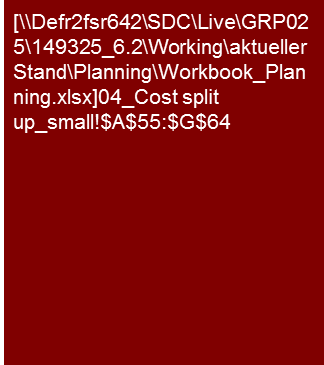 [\\Defr2fsr642\SDC\Live\GRP02
5\149325_6.2\Working\aktueller
Stand\Planning\Workbook_Plan
ning.xlsx]04_Cost split
up_small!$A$55:$G$64